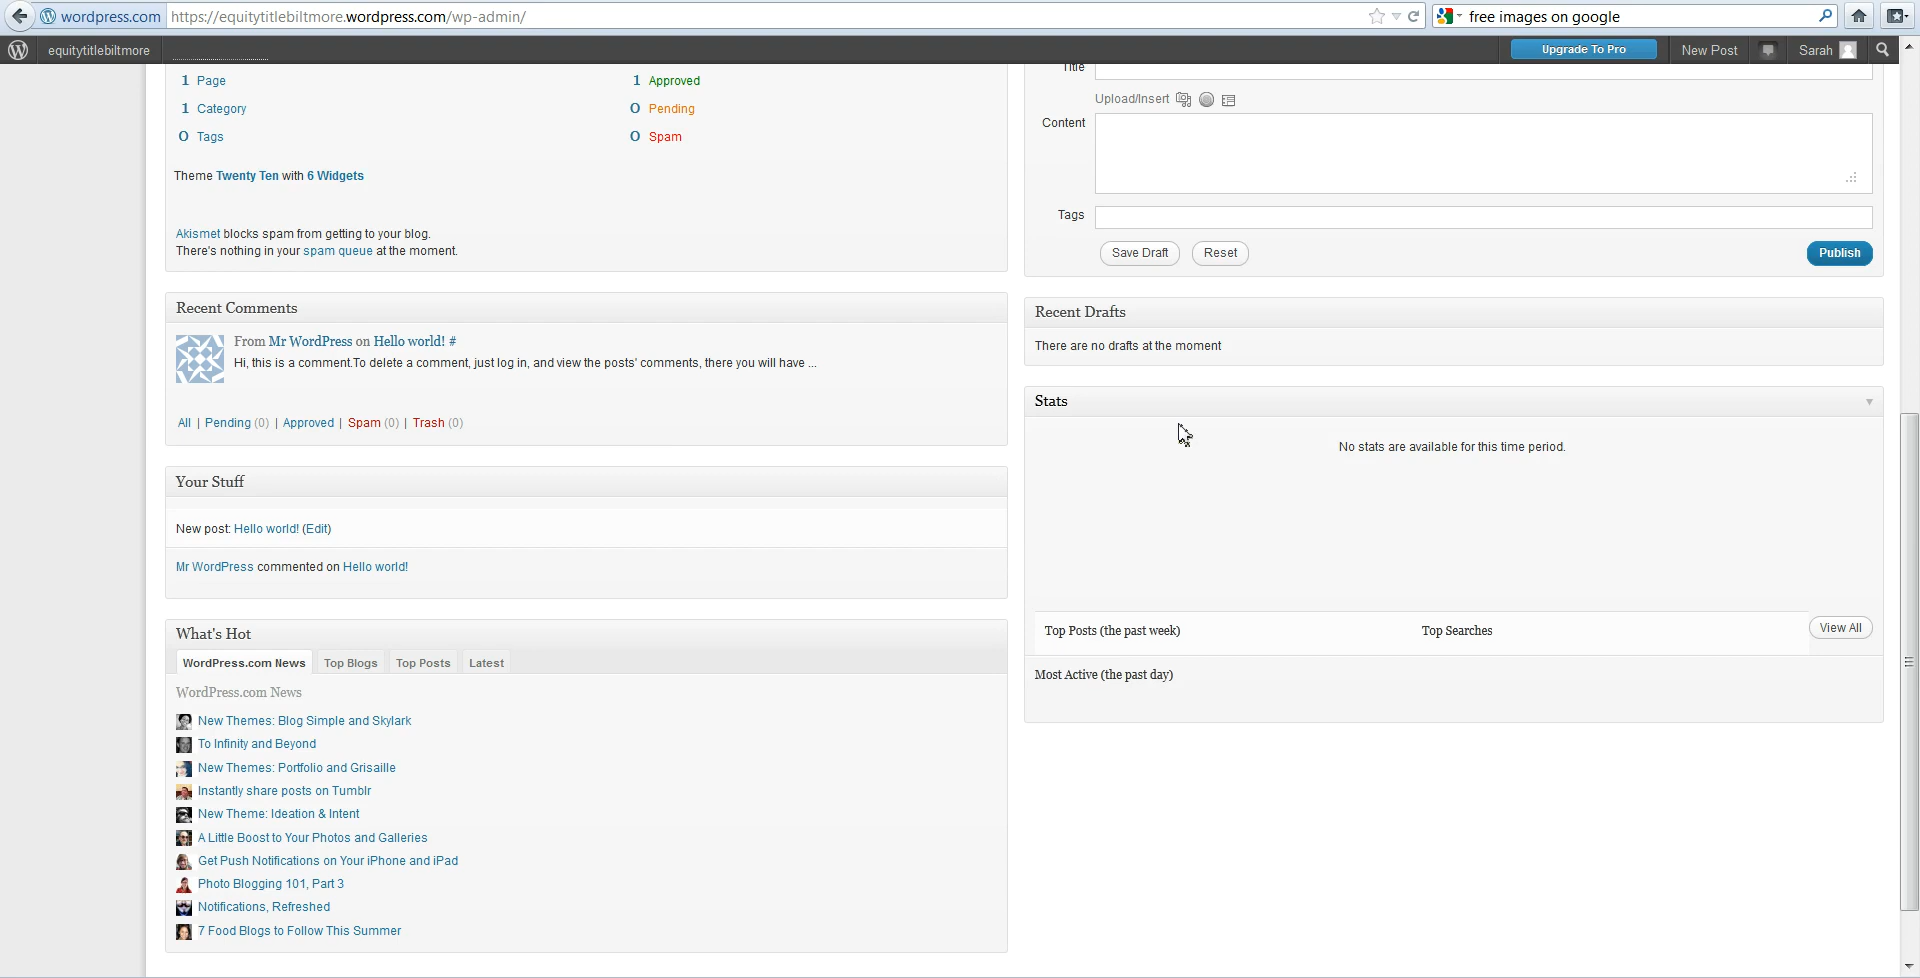 wordpress.com
https://equitytitlebiltmore.wordpress.com/wp-admin/
free images on google
equitytitlebiltmore
Upgrade To Pro
New Post
Sarah
1 Page
1 Category
0 Tags
1 Approved
0 Pending
0 Spam
Theme Twenty Ten with 6 Widgets
Akismet blocks spam from getting to your blog.
There's nothing in your spam queue at the moment.
Recent Comments
From Mr WordPress on Hello world! #
Hi, this is a comment.To delete a comment, just log in, and view the posts' comments, there you will have ...
All | Pending (0) | Approved | Spam (0) | Trash (0)
Your Stuff
New post: Hello world! (Edit)
Mr WordPress commented on Hello world!
What's Hot
WordPress.com News
Top Blogs
Top Posts
Latest
WordPress.com News
New Themes: Blog Simple and Skylark
To Infinity and Beyond
New Themes: Portfolio and Grisaille
Instantly share posts on Tumblr
New Theme: Ideation & Intent
A Little Boost to Your Photos and Galleries
Get Push Notifications on Your iPhone and iPad
Photo Blogging 101, Part 3
Notifications, Refreshed
7 Food Blogs to Follow This Summer
Title
Upload/Insert
Content
Tags
Save Draft
Reset
Publish
Recent Drafts
There are no drafts at the moment
Stats
No stats are available for this time period.
Top Posts (the past week)
Top Searches
View All
Most Active (the past day)